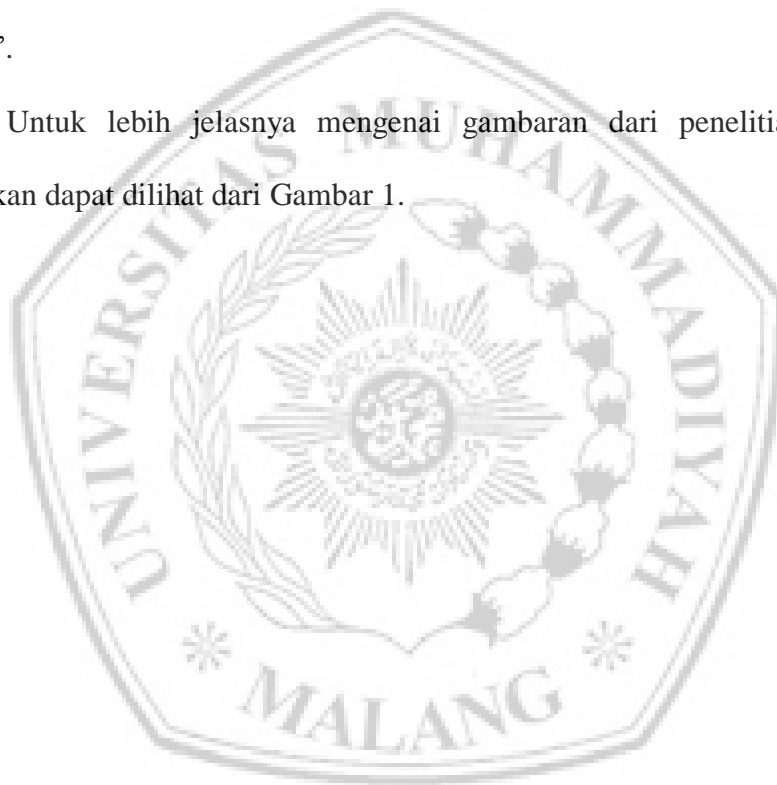 ”.
Untuk lebih jelasnya mengenai gambaran dari penelitia
kan dapat dilihat dari Gambar 1.
UNIVERSITAS MUHAMMADIYAH
MALANG